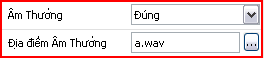 Âm Thưởng Đúng
Địa điểm Âm Thưởng a.wav ...